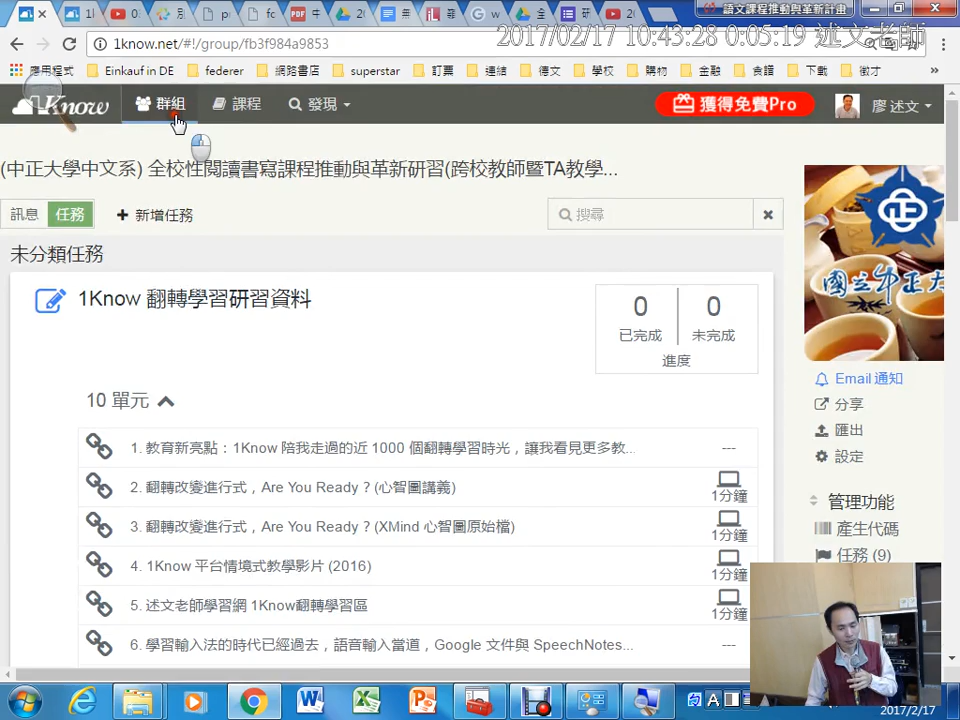 語文課程推動與革新計畫
1know.net/#!/group/fb3f984a9853
2017/02/17 10:43:28 0:05:19 述文老師
應用程式 Einkauf in DE federer 網路書店 superstar 訂票 連結 德文 學校 購物 金融 食譜 下載 徵才 »
1Know 群組 課程 發現 獲得免費Pro 廖 述文
(中正大學中文系) 全校性閱讀書寫課程推動與革新研習(跨校教師暨TA教學...
訊息 任務 + 新增任務 搜尋
未分類任務
1Know 翻轉學習研習資料
0 0
已完成 未完成
進度
10 單元
1. 教育新亮點：1Know 陪我走過的近 1000 個翻轉學習時光，讓我看見更多教... ---
2. 翻轉改變進行式，Are You Ready ? (心智圖講義) 1分鐘
3. 翻轉改變進行式，Are You Ready ? (XMind 心智圖原始檔) 1分鐘
4. 1Know 平台情境式教學影片 (2016) 1分鐘
5. 述文老師學習網 1Know翻轉學習區 1分鐘
6. 學習輸入法的時代已經過去，語音輸入當道，Google 文件與 SpeechNotes... ---
國立中正大
Email 通知
分享
匯出
設定
管理功能
產生代碼
任務 (9)
2017/2/17